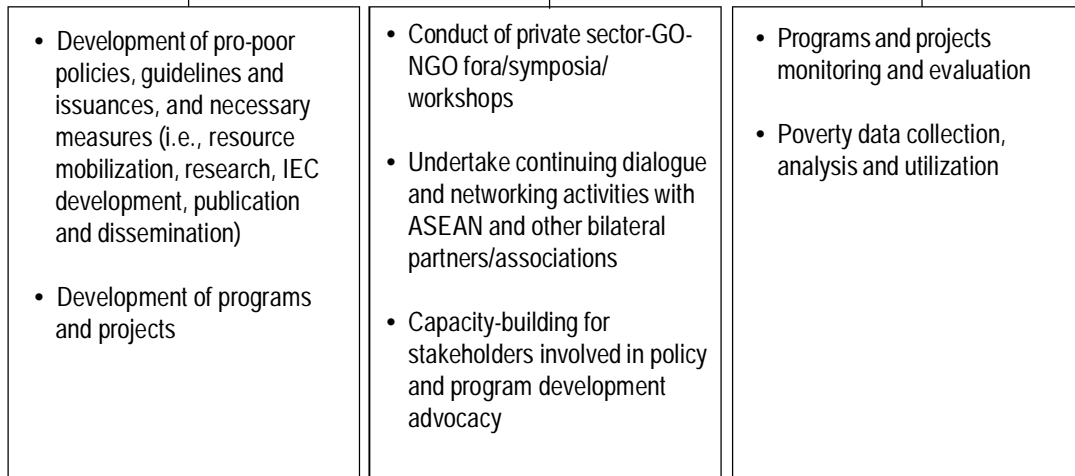 • Development of pro-poor
policies, guidelines and
issuances, and necessary
measures (i.e., resource
mobilization, research, IEC
development, publication
and dissemination)
• Development of programs
and projects
• Conduct of private sector-GO-
NGO fora/symposia/
workshops
• Undertake continuing dialogue
and networking activities with
ASEAN and other bilateral
partners/associations
• Capacity-building for
stakeholders involved in policy
and program development
advocacy
• Programs and projects
monitoring and evaluation
• Poverty data collection,
analysis and utilization